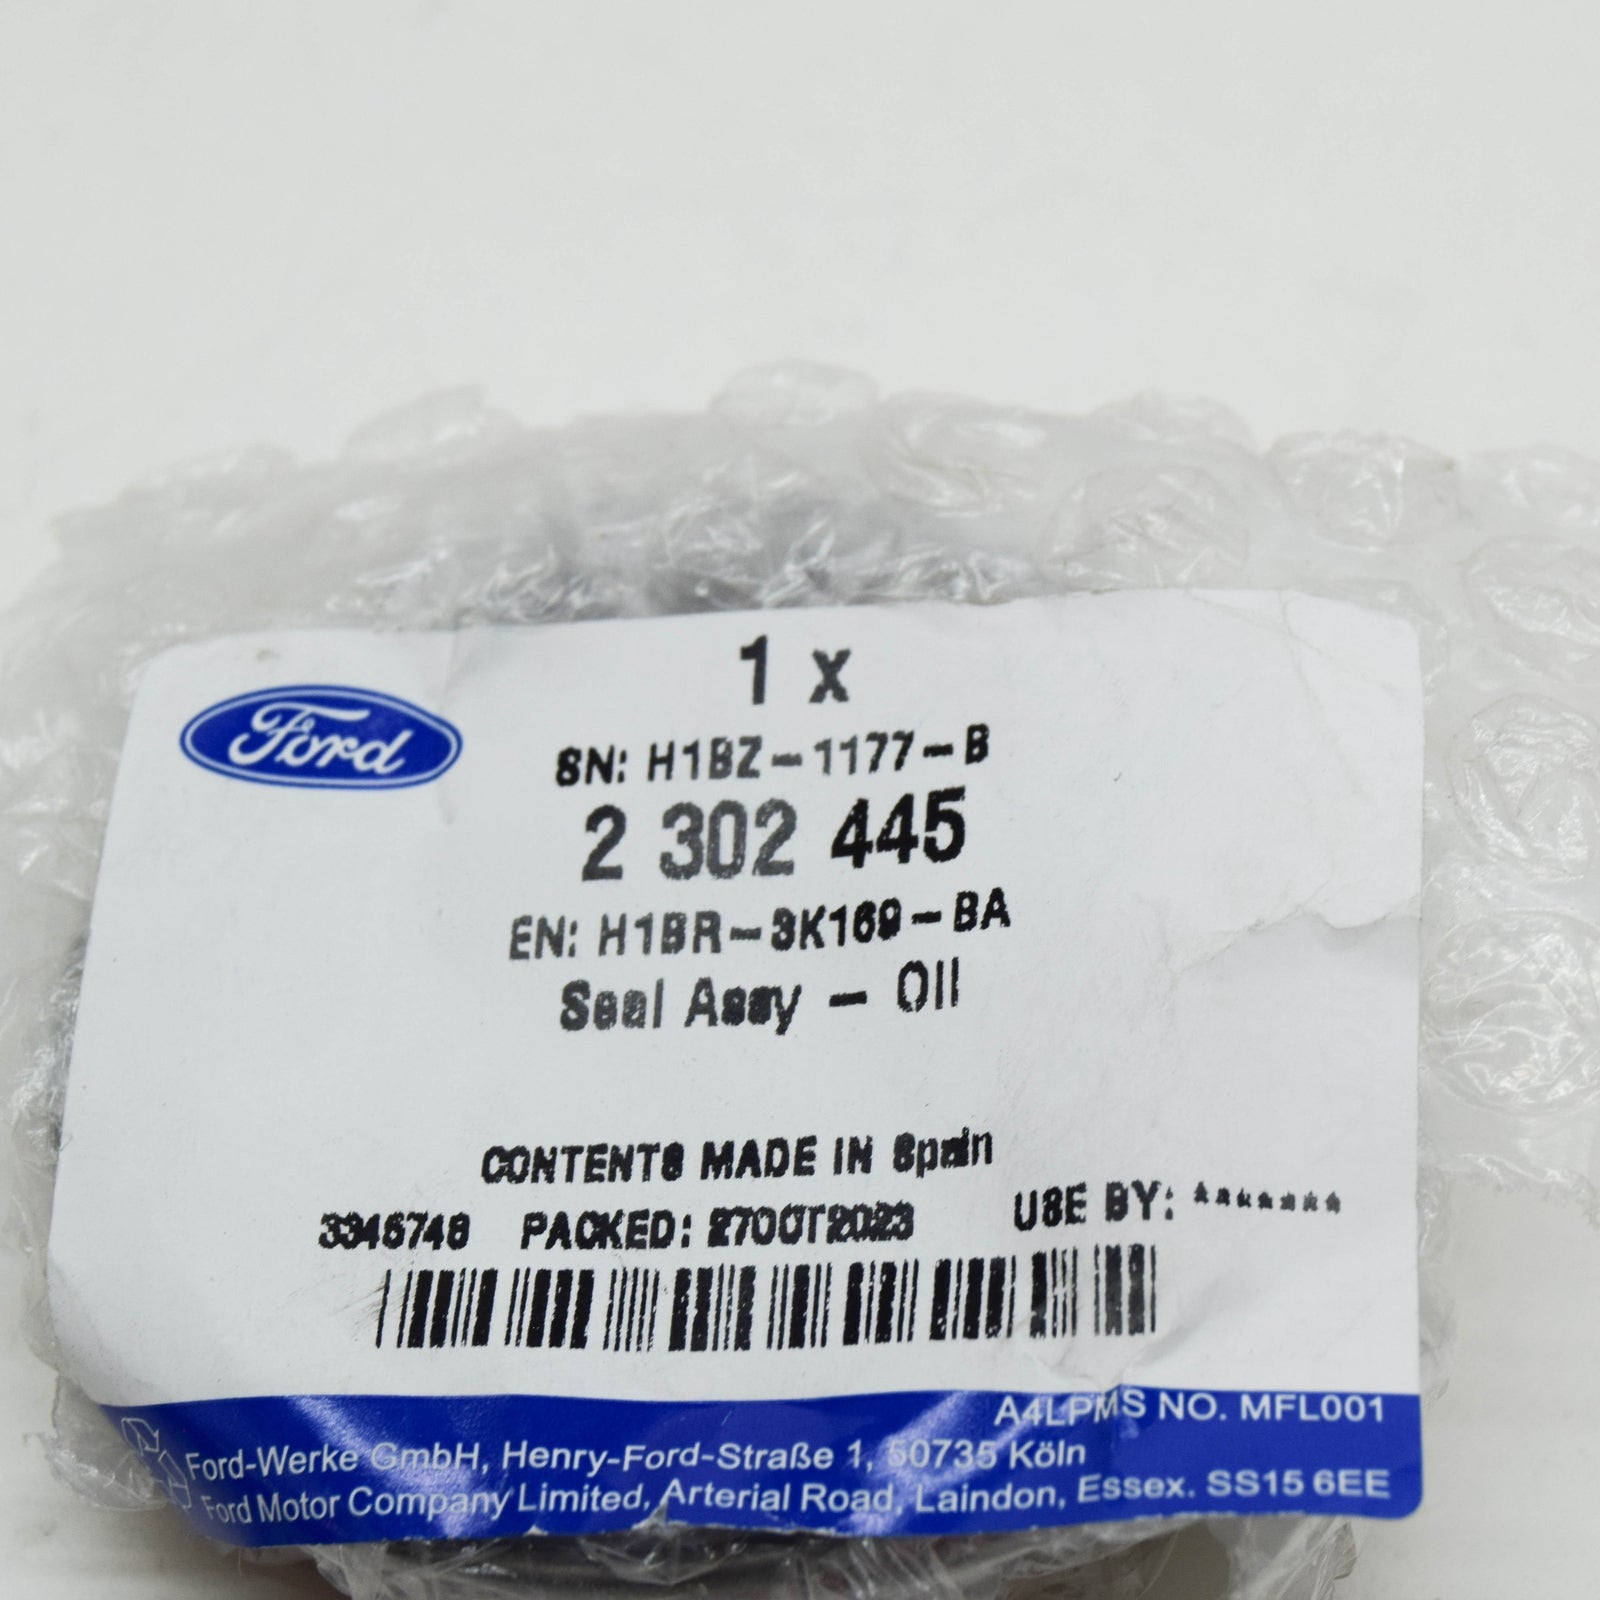 1 x
Ford
SN: H1BZ-1177-B
2 302 445
EN: H1BR-3K169-BA
Seal Assy - Oil
CONTENTS MADE IN Spain
3346748 PACKED: 27OCT2023 USE BY: ********
A4LPMS NO. MFL001
Ford-Werke GmbH, Henry-Ford-Straße 1, 50735 Köln
Ford Motor Company Limited, Arterial Road, Laindon, Essex. SS15 6EE